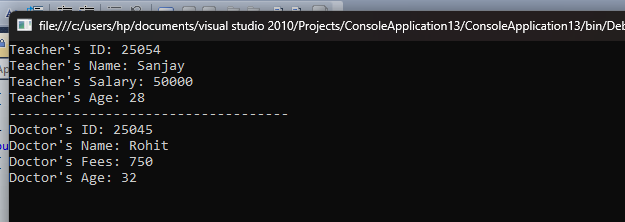 file:///c:/users/hp/documents/visual studio 2010/Projects/ConsoleApplication13/ConsoleApplication13/bin/Deb
Teacher's ID: 25054
Teacher's Name: Sanjay
Teacher's Salary: 50000
Teacher's Age: 28
-----------------------------------
Doctor's ID: 25045
Doctor's Name: Rohit
Doctor's Fees: 750
Doctor's Age: 32